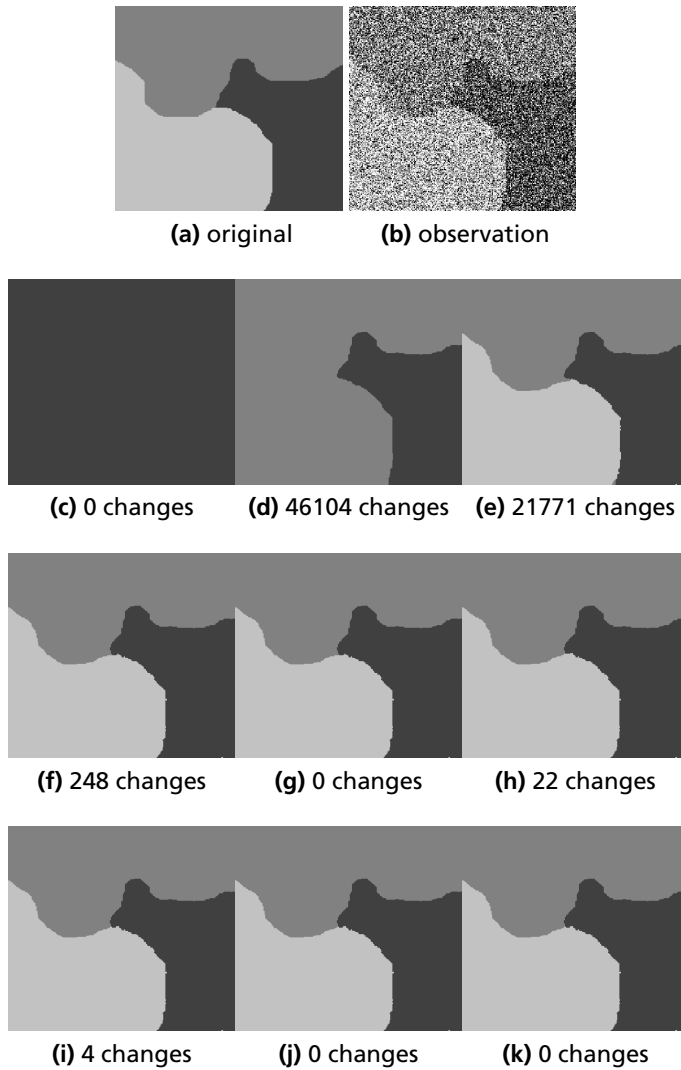 (a) original (b) observation
(c) 0 changes (d) 46104 changes (e) 21771 changes
(f) 248 changes (g) 0 changes (h) 22 changes
(i) 4 changes (j) 0 changes (k) 0 changes